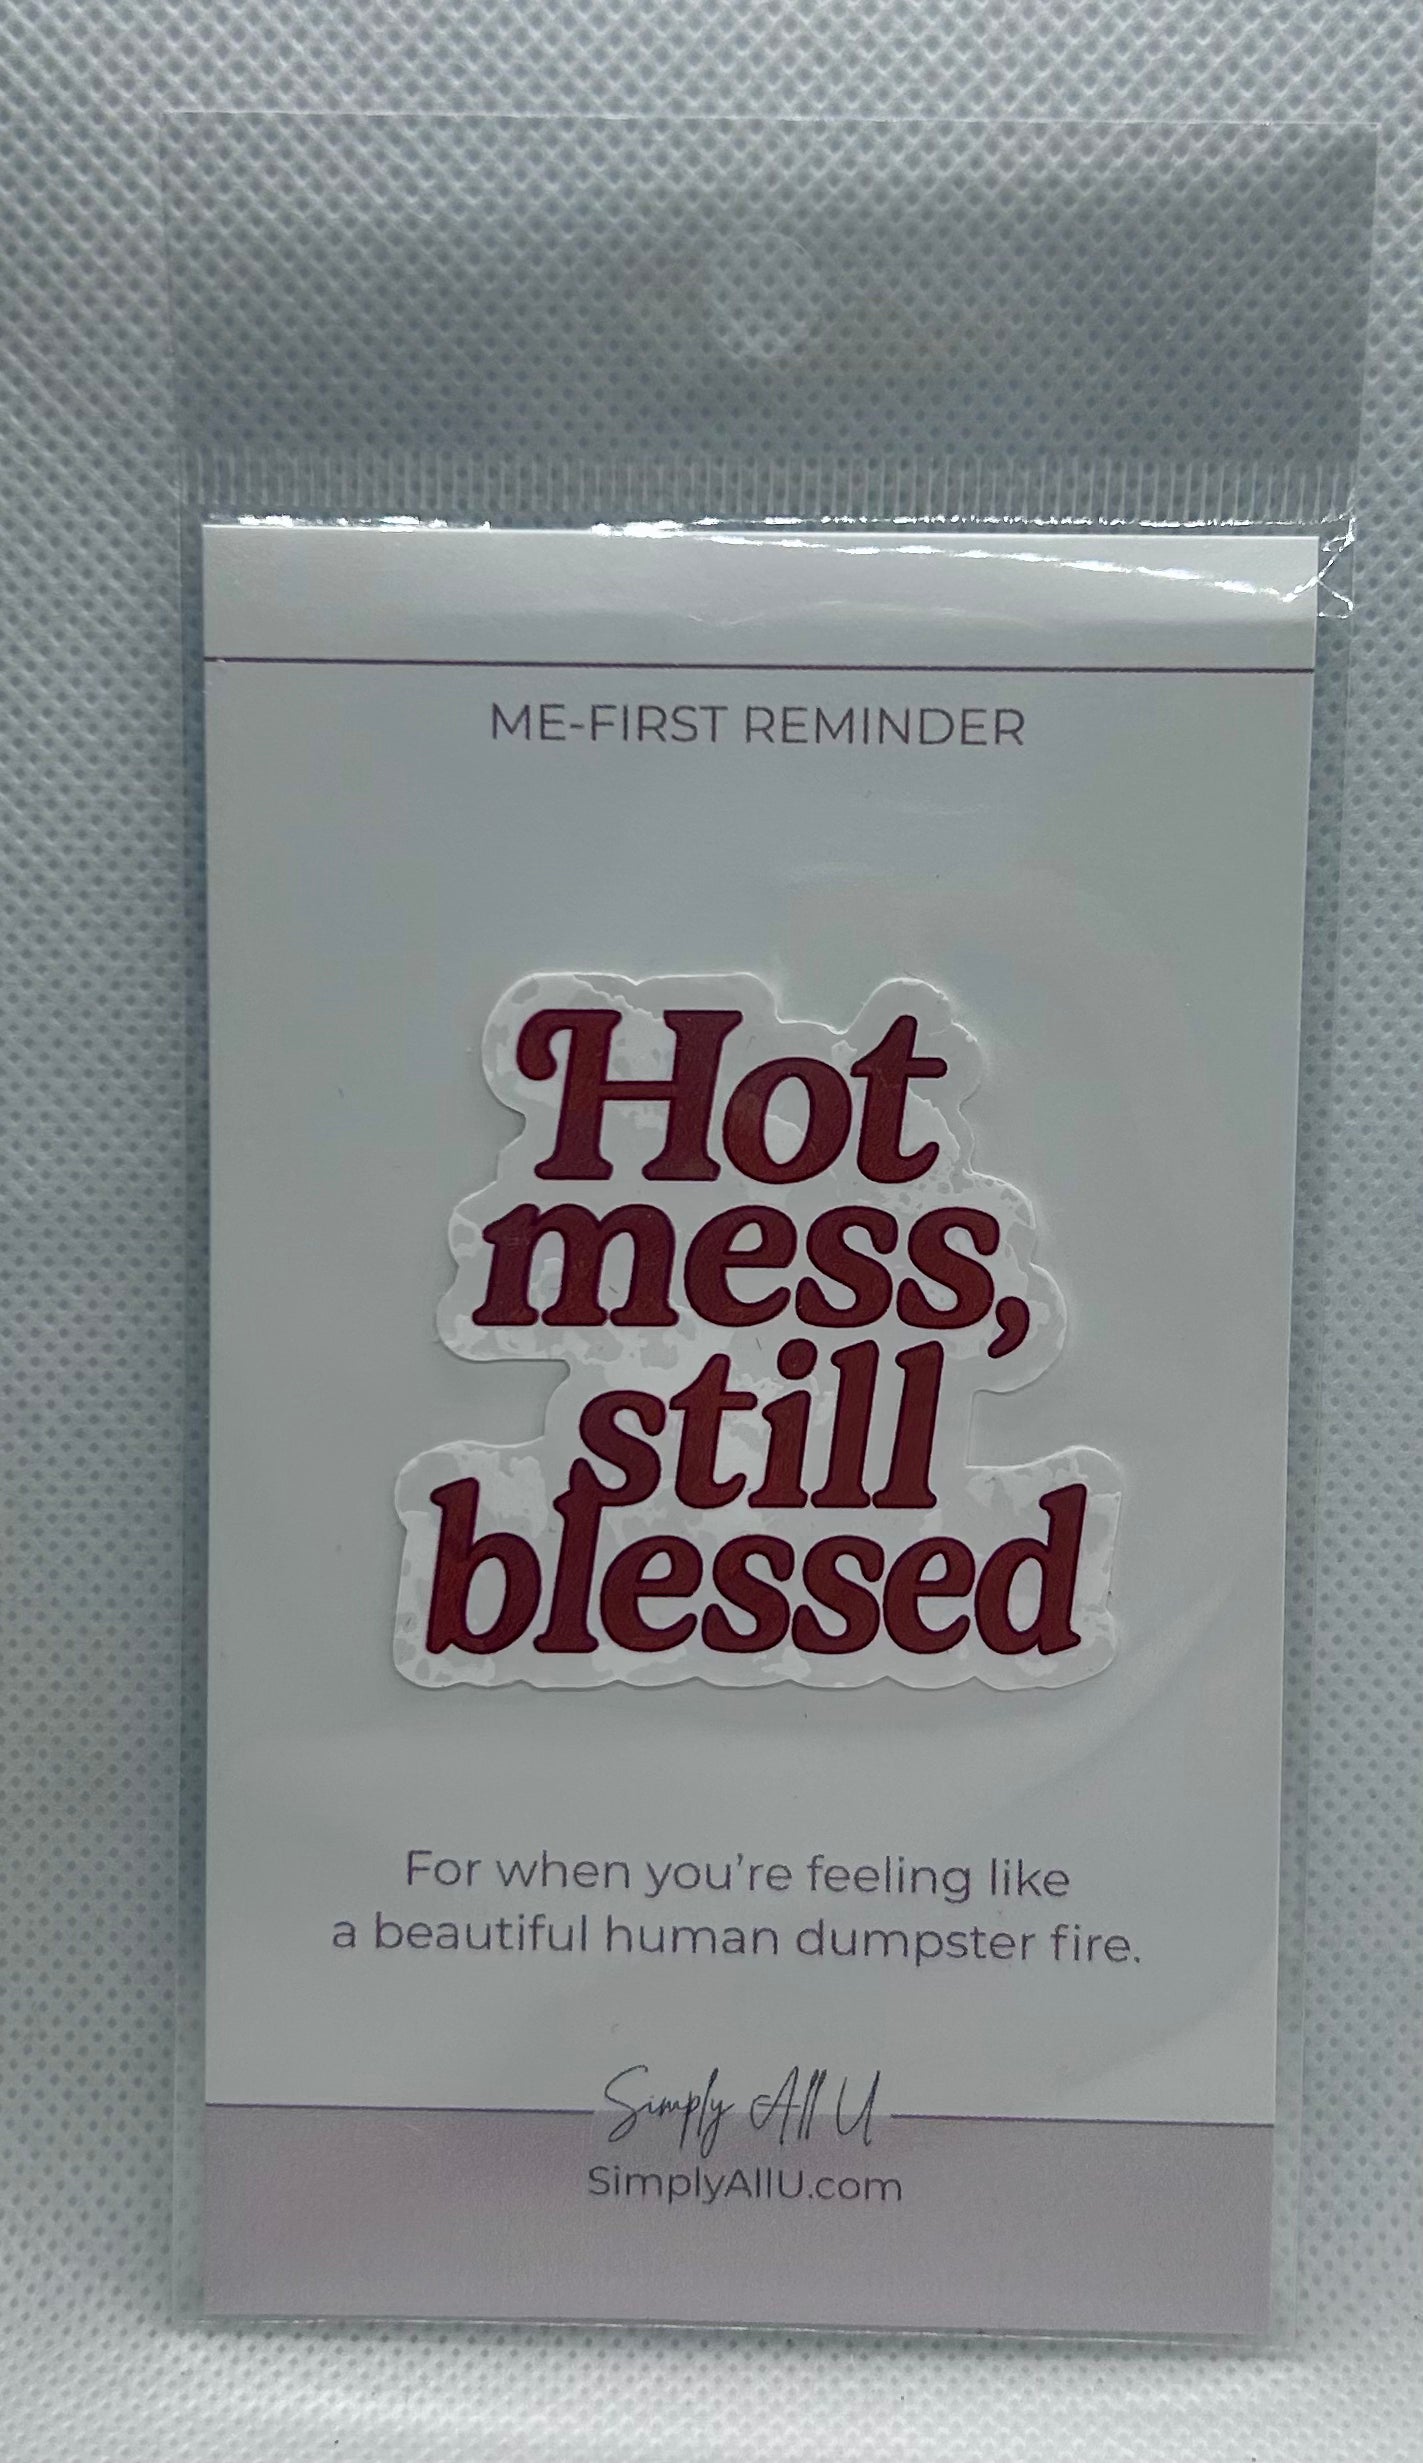 ME-FIRST REMINDER
Hot
mess,
still
blessed
For when you're feeling like
a beautiful human dumpster fire.
Simply All U
SimplyAllU.com